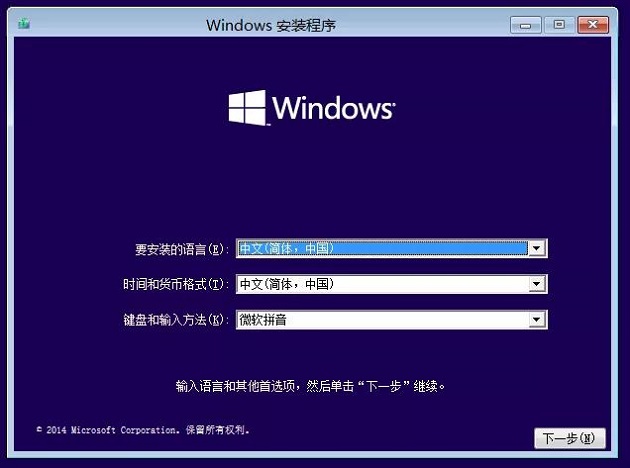 Windows 安装程序
Windows
要安装的语言(E): 中文(简体，中国)
时间和货币格式(T): 中文(简体，中国)
键盘和输入方法(K): 微软拼音
输入语言和其他首选项，然后单击“下一步”继续。
© 2014 Microsoft Corporation. 保留所有权利。
下一步(N)